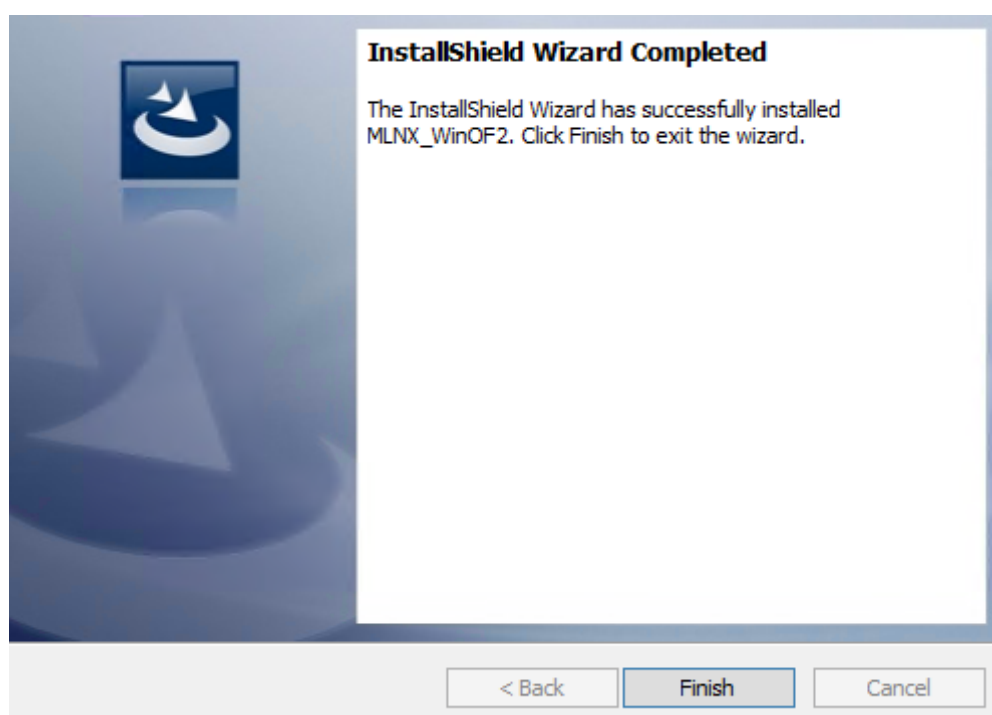 InstallShield Wizard Completed
The InstallShield Wizard has successfully installed
MLNX_WinOF2. Click Finish to exit the wizard.
< Back
Finish
Cancel